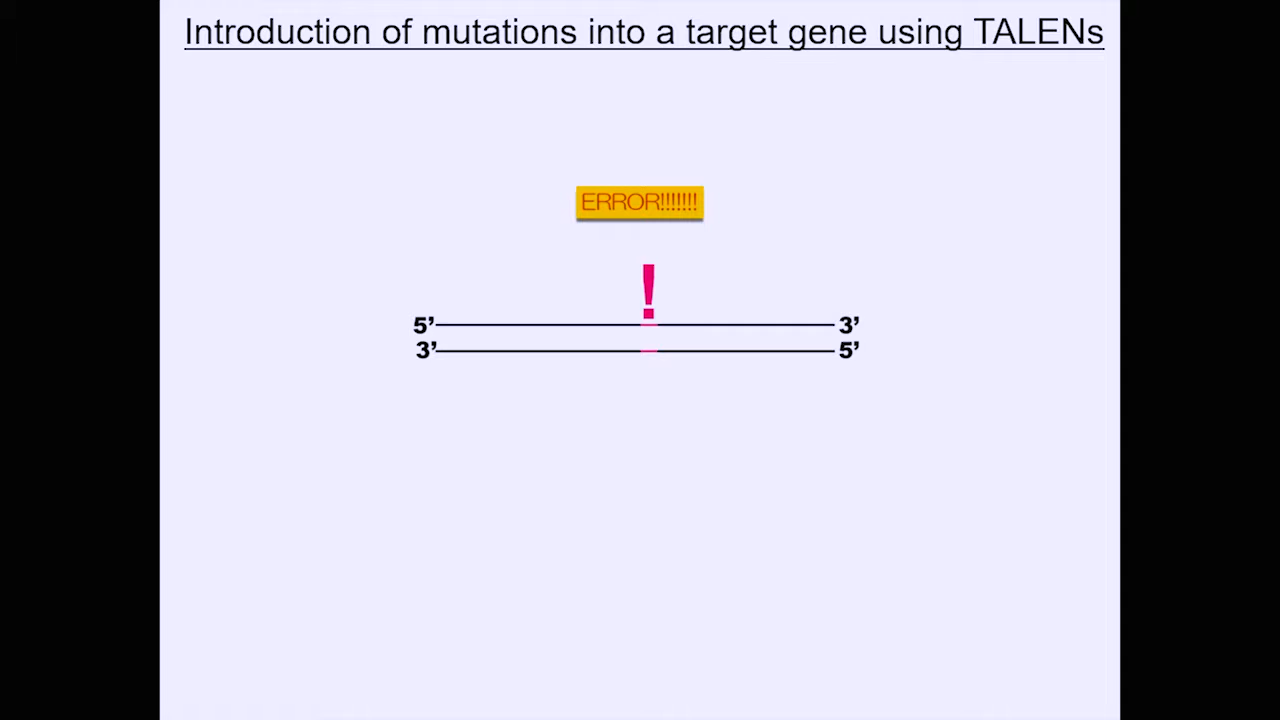 Introduction of mutations into a target gene using TALENs
ERROR!!!!!!!
!
5’ 3’
3’ 5’